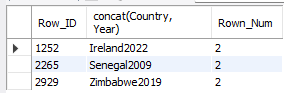 Row_ID concat(Country, Year) Rown_Num
1252 Ireland2022 2
2265 Senegal2009 2
2929 Zimbabwe2019 2